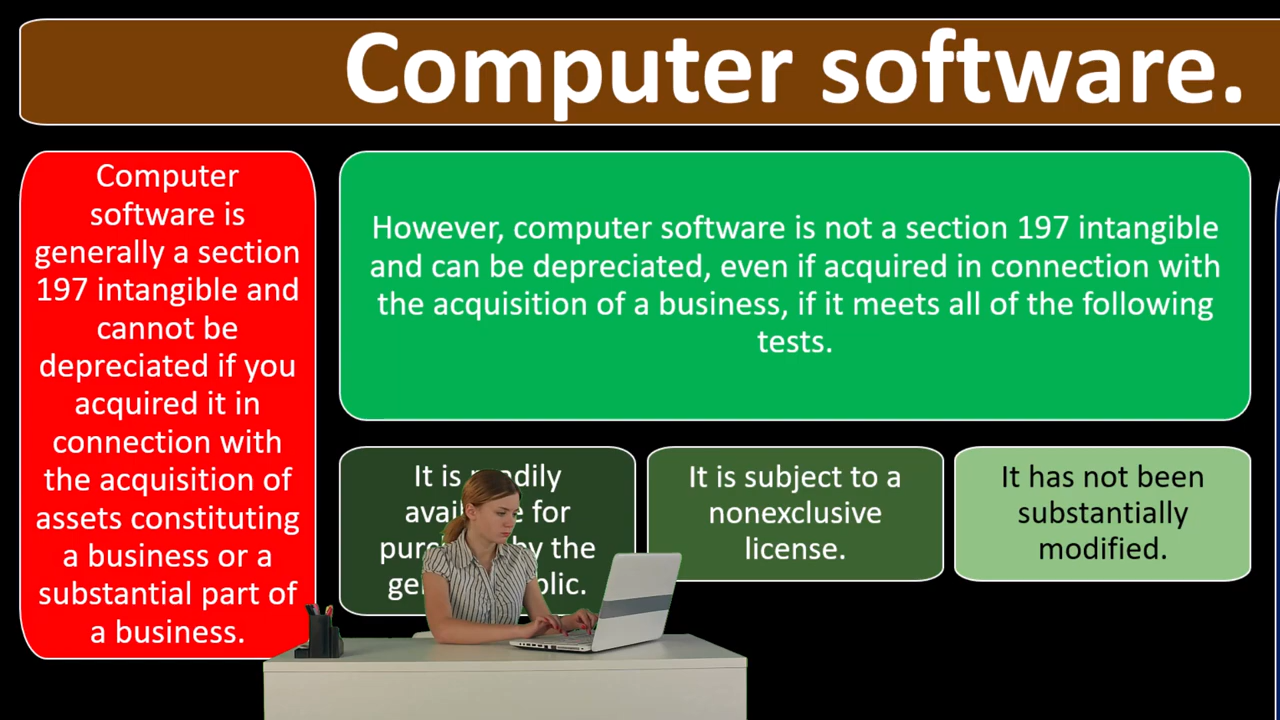 Computer software.
Computer
software is
generally a section
197 intangible and
cannot be
depreciated if you
acquired it in
connection with
the acquisition of
assets constituting
a business or a
substantial part of
a business.
However, computer software is not a section 197 intangible
and can be depreciated, even if acquired in connection with
the acquisition of a business, if it meets all of the following
tests.
It is
for
by the
It is subject to a
nonexclusive
license.
It has not been
substantially
modified.